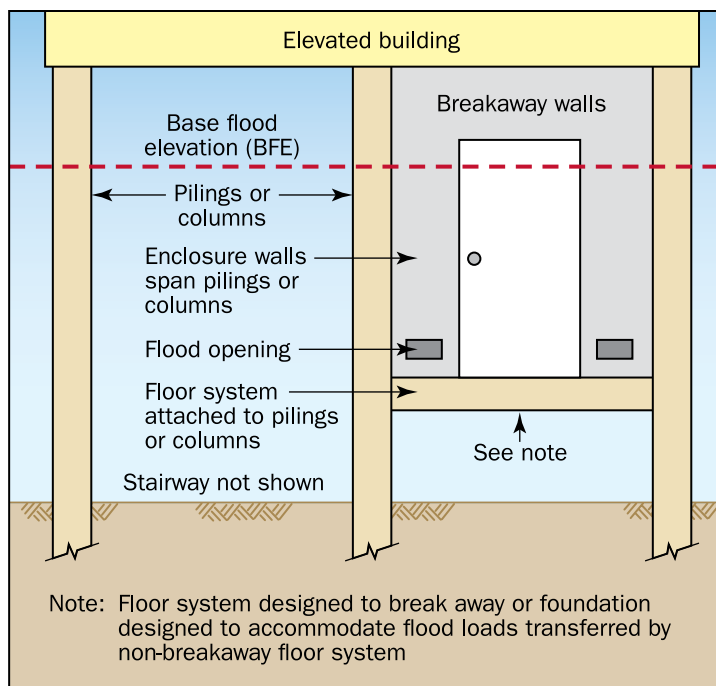 Elevated building
Breakaway walls
Base flood
elevation (BFE)
Pilings or
columns
Enclosure walls
span pilings or
columns
Flood opening
Floor system
attached to pilings
or columns
See note
Stairway not shown
Note: Floor system designed to break away or foundation
designed to accommodate flood loads transferred by
non-breakaway floor system